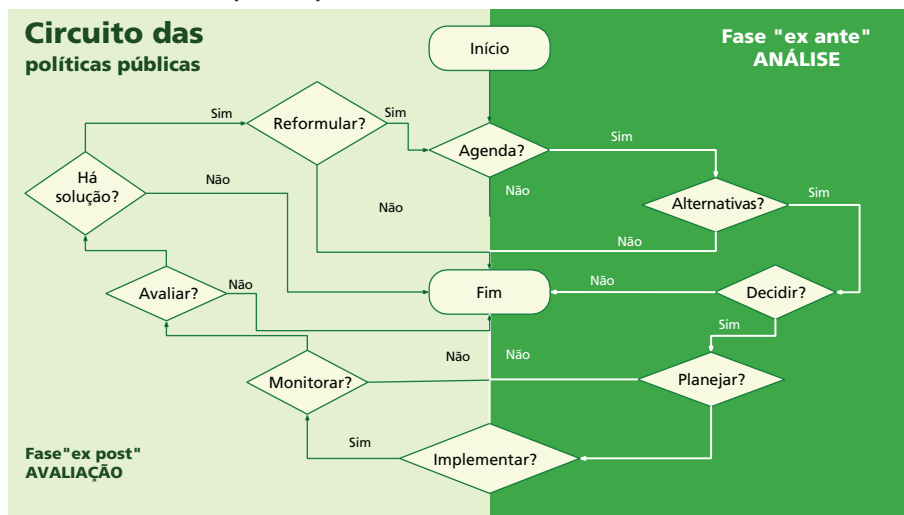 Circuito das
políticas públicas
Início
Fase "ex ante"
ANÁLISE
Sim
Reformular?
Sim
Agenda?
Sim
Há
solução?
Não
Não
Não
Alternativas?
Sim
Não
Avaliar?
Não
Fim
Não
Decidir?
Sim
Monitorar?
Não
Não
Planejar?
Sim
Implementar?
Fase"ex post"
AVALIAÇÃO